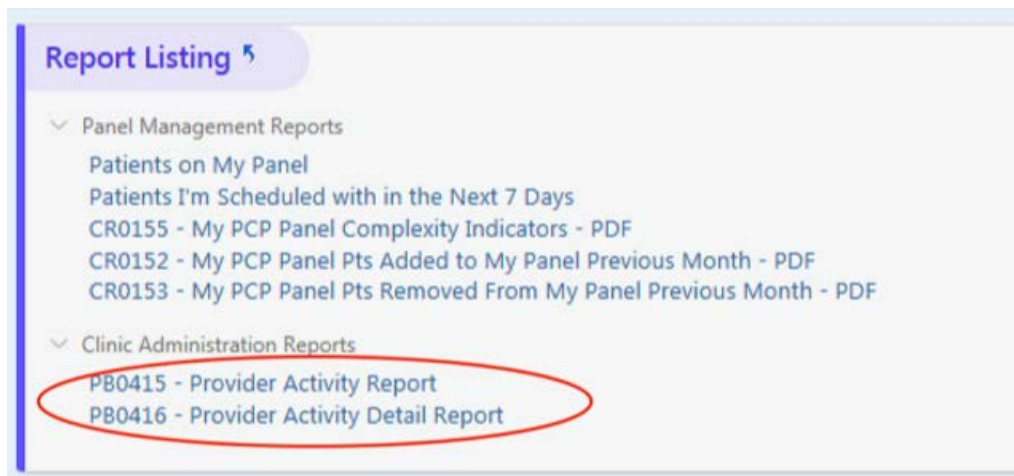 Report Listing
Panel Management Reports
Patients on My Panel
Patients I'm Scheduled with in the Next 7 Days
CR0155 - My PCP Panel Complexity Indicators - PDF
CR0152 - My PCP Panel Pts Added to My Panel Previous Month - PDF
CR0153 - My PCP Panel Pts Removed From My Panel Previous Month - PDF
Clinic Administration Reports
PB0415 - Provider Activity Report
PB0416 - Provider Activity Detail Report